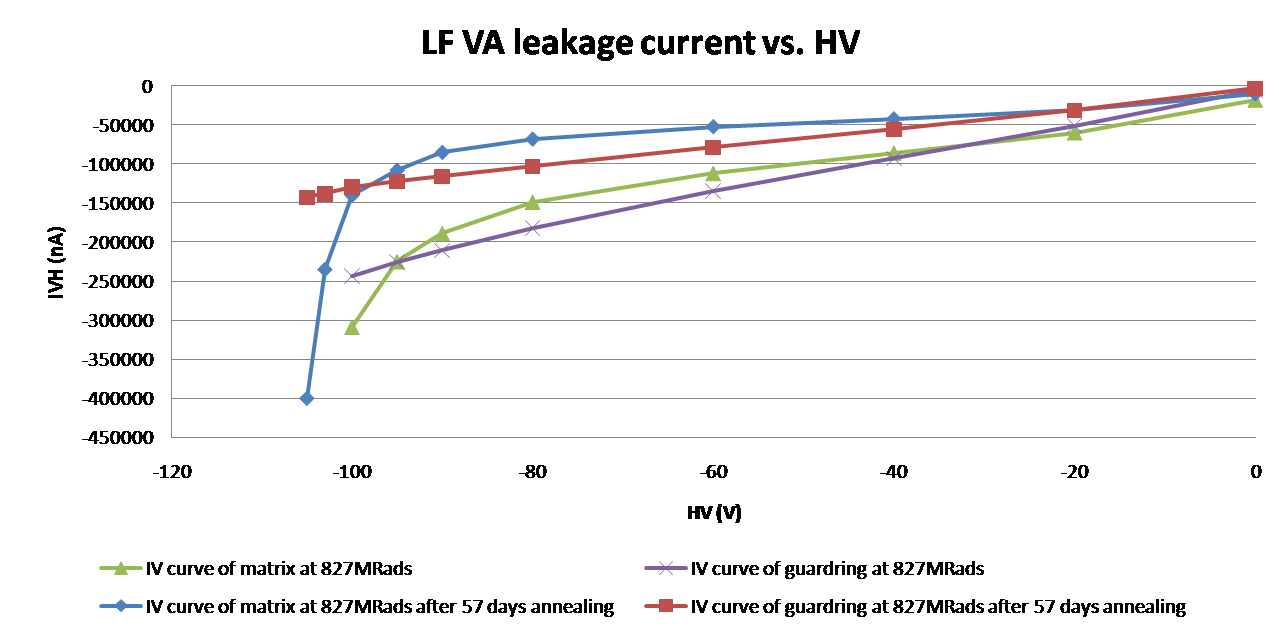 LF VA leakage current vs. HV
0
-50000
-100000
-150000
-200000
-250000
-300000
-350000
-400000
-450000
IVH (nA)
-120 -100 -80 -60 -40 -20 0
HV (V)
IV curve of matrix at 827MRads IV curve of guardring at 827MRads
IV curve of matrix at 827MRads after 57 days annealing IV curve of guardring at 827MRads after 57 days annealing